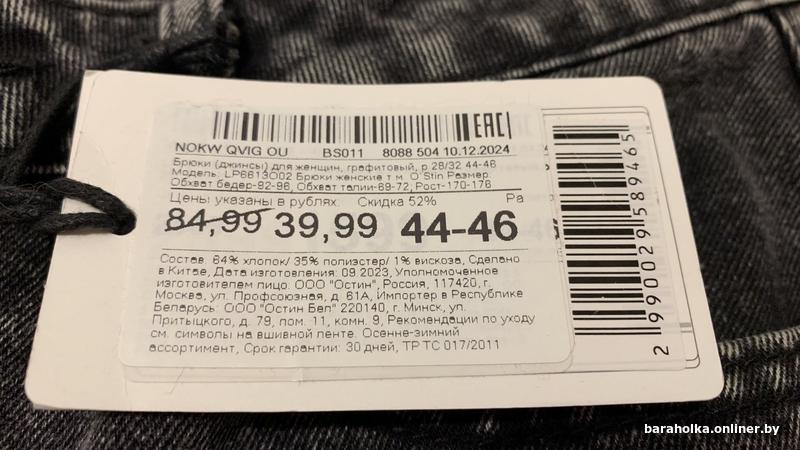 EAC
NOKW QVIG OU BS011 8088 504 10.12.2024
Брюки (джинсы) для женщин, графитовый, р 28/32 44-46
Модель: LP6613O02 Брюки женские т м O`Stin Размер:
Обхват бедер-92-96, Обхват талии-69-72, Рост-170-176
Цены указаны в рублях. Скидка 52% Ра
84,99 39,99 44-46
Состав: 64% хлопок/ 35% полиэстер/ 1% вискоза, Сделано
в Китае, Дата изготовления: 09.2023, Уполномоченное
изготовителем лицо: ООО "Остин", Россия, 117420, г.
Москва, ул. Профсоюзная, д. 61А, Импортер в Республике
Беларусь: ООО "Остин Бел" 220140, г. Минск, ул.
Притыцкого, д. 79, пом. 11, комн. 9, Рекомендации по уходу
см. символы на вшивной ленте. Осенне-зимний
ассортимент, Срок гарантии: 30 дней, ТР ТС 017/2011
2 990029 589465
baraholka.onliner.by